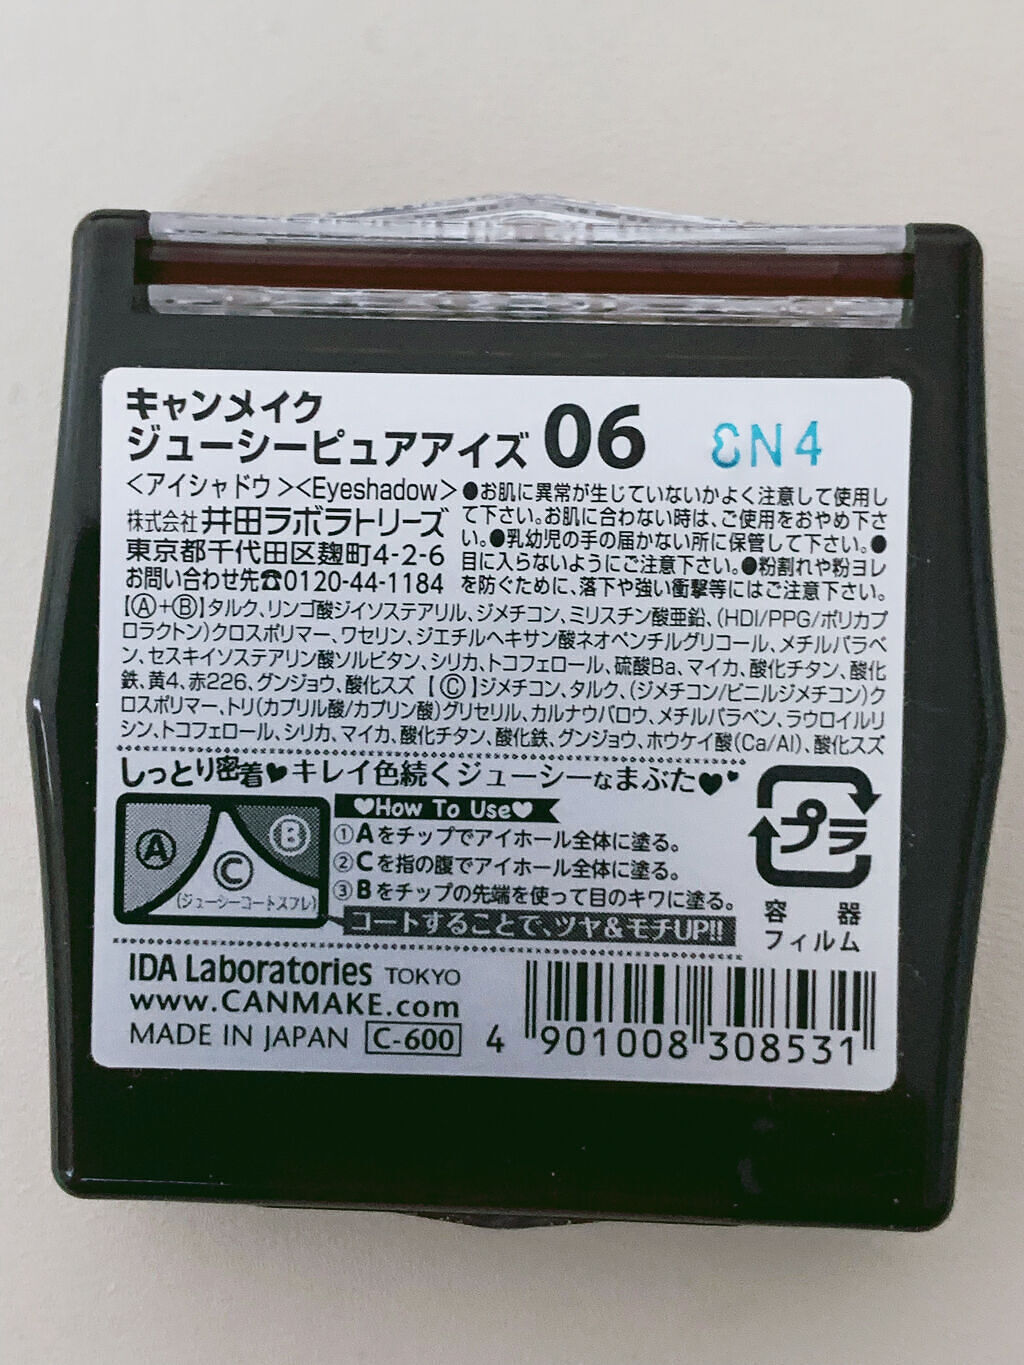 キャンメイク
ジューシーピュアアイズ 06
ƐN4
<アイシャドウ><Eyeshadow>
株式会社 井田ラボラトリーズ
東京都千代田区麹町4-2-6
お問い合わせ先☎0120-44-1184
●お肌に異常が生じていないかよく注意して使用し
て下さい。お肌に合わない時は、ご使用をおやめ下さ
い。●乳幼児の手の届かない所に保管して下さい。●
目に入らないようにご注意下さい。●粉割れや粉ヨレ
を防ぐために、落下や強い衝撃等にはご注意下さい。
【Ⓐ+Ⓑ】タルク、リンゴ酸ジイソステアリル、ジメチコン、ミリスチン酸亜鉛、(HDI/PPG/ポリカプ
ロラクトン)クロスポリマー、ワセリン、ジエチルヘキサン酸ネオペンチルグリコール、メチルパラベ
ン、セスキイソステアリン酸ソルビタン、シリカ、トコフェロール、硫酸Ba、マイカ、酸化チタン、酸化
鉄、黄4、赤226、グンジョウ、酸化スズ 【Ⓒ】ジメチコン、タルク、(ジメチコン/ビニルジメチコン)ク
ロスポリマー、トリ(カプリル酸/カプリン酸)グリセリル、カルナウバロウ、メチルパラベン、ラウロイルリ
シン、トコフェロール、シリカ、マイカ、酸化チタン、酸化鉄、グンジョウ、ホウケイ酸(Ca/Al)、酸化スズ
しっとり密着♥キレイ色続くジューシーなまぶた♥♥
Ⓐ
Ⓑ
Ⓒ
(ジューシーコートスフレ)
♥How To Use♥
①Aをチップでアイホール全体に塗る。
②Cを指の腹でアイホール全体に塗る。
③Bをチップの先端を使って目のキワに塗る。
コートすることで、ツヤ&モチUP!!
プラ
容器
フィルム
IDA Laboratories TOKYO
www.CANMAKE.com
MADE IN JAPAN C-600
4 901008 308531